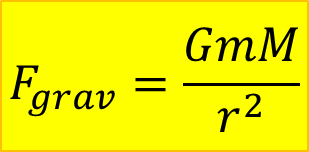 F_grav = GmM / r²